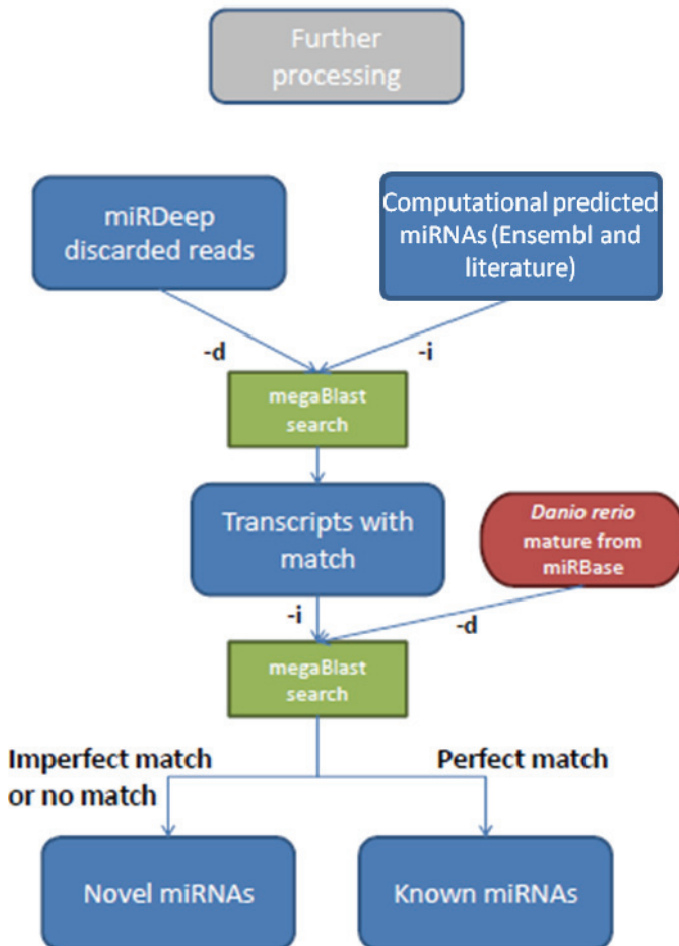 Further
processing
miRDeep
discarded reads
Computational predicted
miRNAs (Ensembl and
literature)
-d
-i
megaBlast
search
Transcripts with
match
Danio rerio
mature from
miRBase
-i
-d
megaBlast
search
Imperfect match
or no match
Perfect match
Novel miRNAs
Known miRNAs